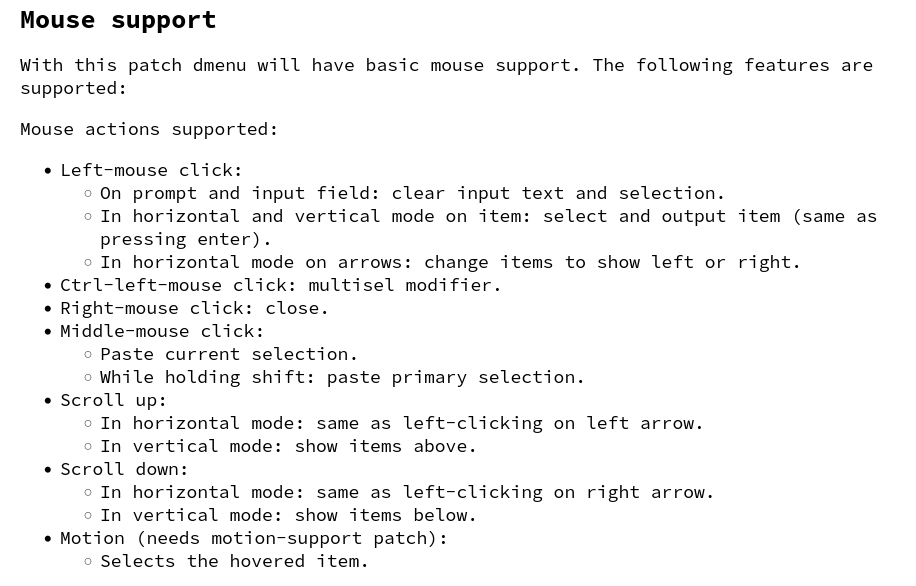 Mouse support
With this patch dmenu will have basic mouse support. The following features are
supported:
Mouse actions supported:
• Left-mouse click:
◦ On prompt and input field: clear input text and selection.
◦ In horizontal and vertical mode on item: select and output item (same as
pressing enter).
◦ In horizontal mode on arrows: change items to show left or right.
• Ctrl-left-mouse click: multisel modifier.
• Right-mouse click: close.
• Middle-mouse click:
◦ Paste current selection.
◦ While holding shift: paste primary selection.
• Scroll up:
◦ In horizontal mode: same as left-clicking on left arrow.
◦ In vertical mode: show items above.
• Scroll down:
◦ In horizontal mode: same as left-clicking on right arrow.
◦ In vertical mode: show items below.
• Motion (needs motion-support patch):
◦ Selects the hovered item.